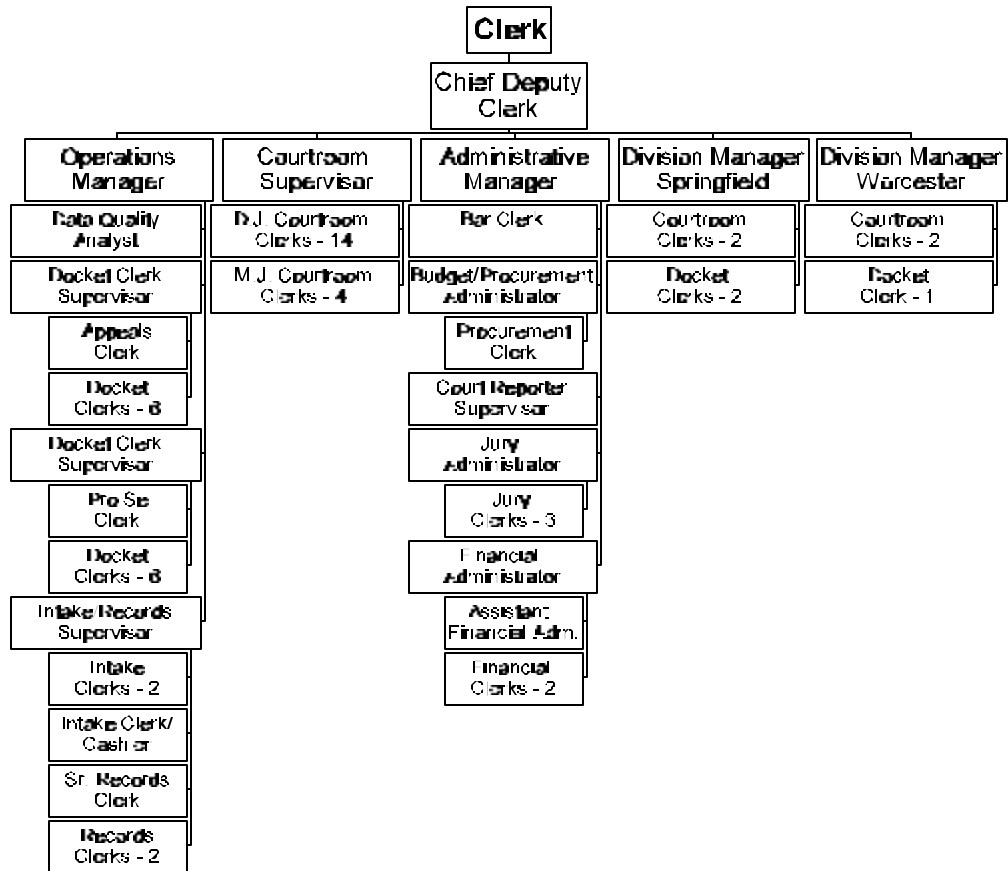 Clerk
Chief Deputy
Clerk
Operations
Manager
Data Quality
Analyst
Docket Clerk
Supervisor
Appeals
Clerk
Docket
Clerks - 6
Docket Clerk
Supervisor
Pro Se
Clerk
Docket
Clerks - 6
Intake/Records
Supervisor
Intake
Clerks - 2
Intake Clerk/
Cashier
Sr. Records
Clerk
Records
Clerks - 2
Courtroom
Supervisor
D.J. Courtroom
Clerks - 14
M.J. Courtroom
Clerks - 4
Administrative
Manager
Bar Clerk
Budget/Procurement
Administrator
Procurement
Clerk
Court Reporter
Supervisor
Jury
Administrator
Jury
Clerks - 3
Financial
Administrator
Assistant
Financial Adm.
Financial
Clerks - 2
Division Manager
Springfield
Courtroom
Clerks - 2
Docket
Clerks - 2
Division Manager
Worcester
Courtroom
Clerks - 2
Docket
Clerk - 1